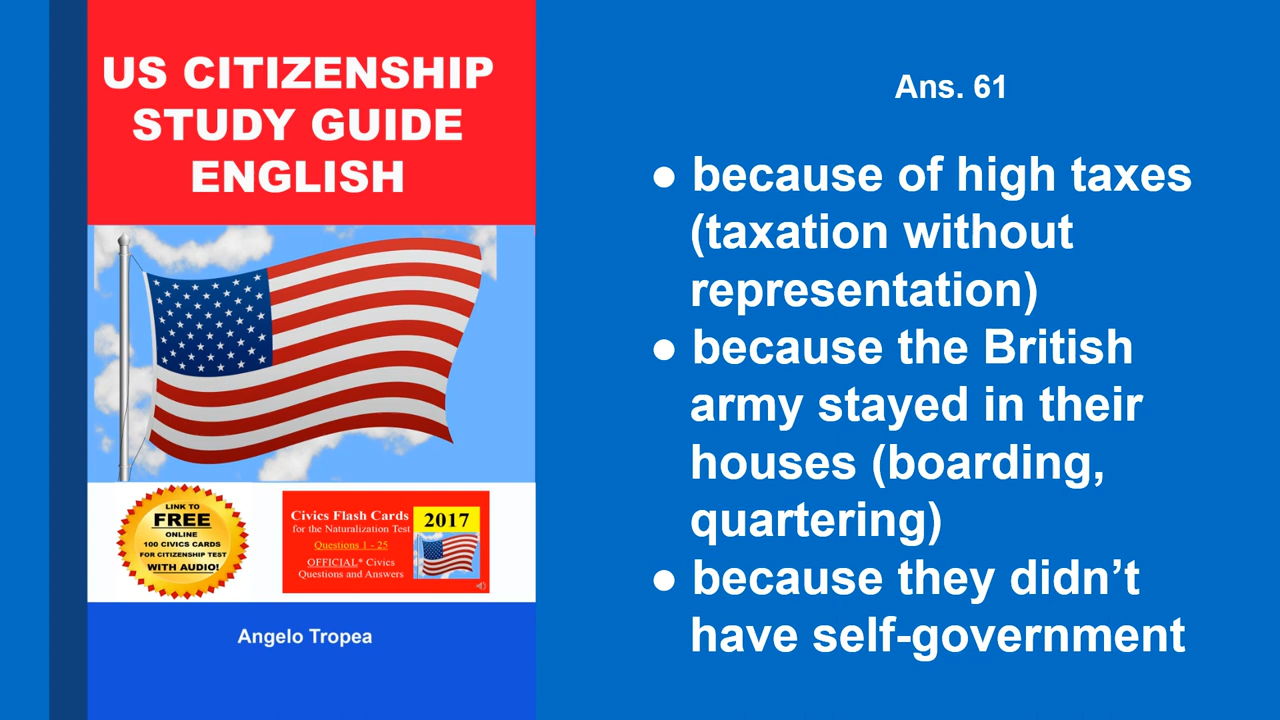 US CITIZENSHIP
STUDY GUIDE
ENGLISH
LINK TO
FREE
ONLINE
100 CIVICS CARDS
FOR CITIZENSHIP TEST
WITH AUDIO!
Civics Flash Cards
for the Naturalization Test
Questions 1 - 25
OFFICIAL* Civics
Questions and Answers
2017
Angelo Tropea
Ans. 61
● because of high taxes
(taxation without
representation)
● because the British
army stayed in their
houses (boarding,
quartering)
● because they didn’t
have self-government